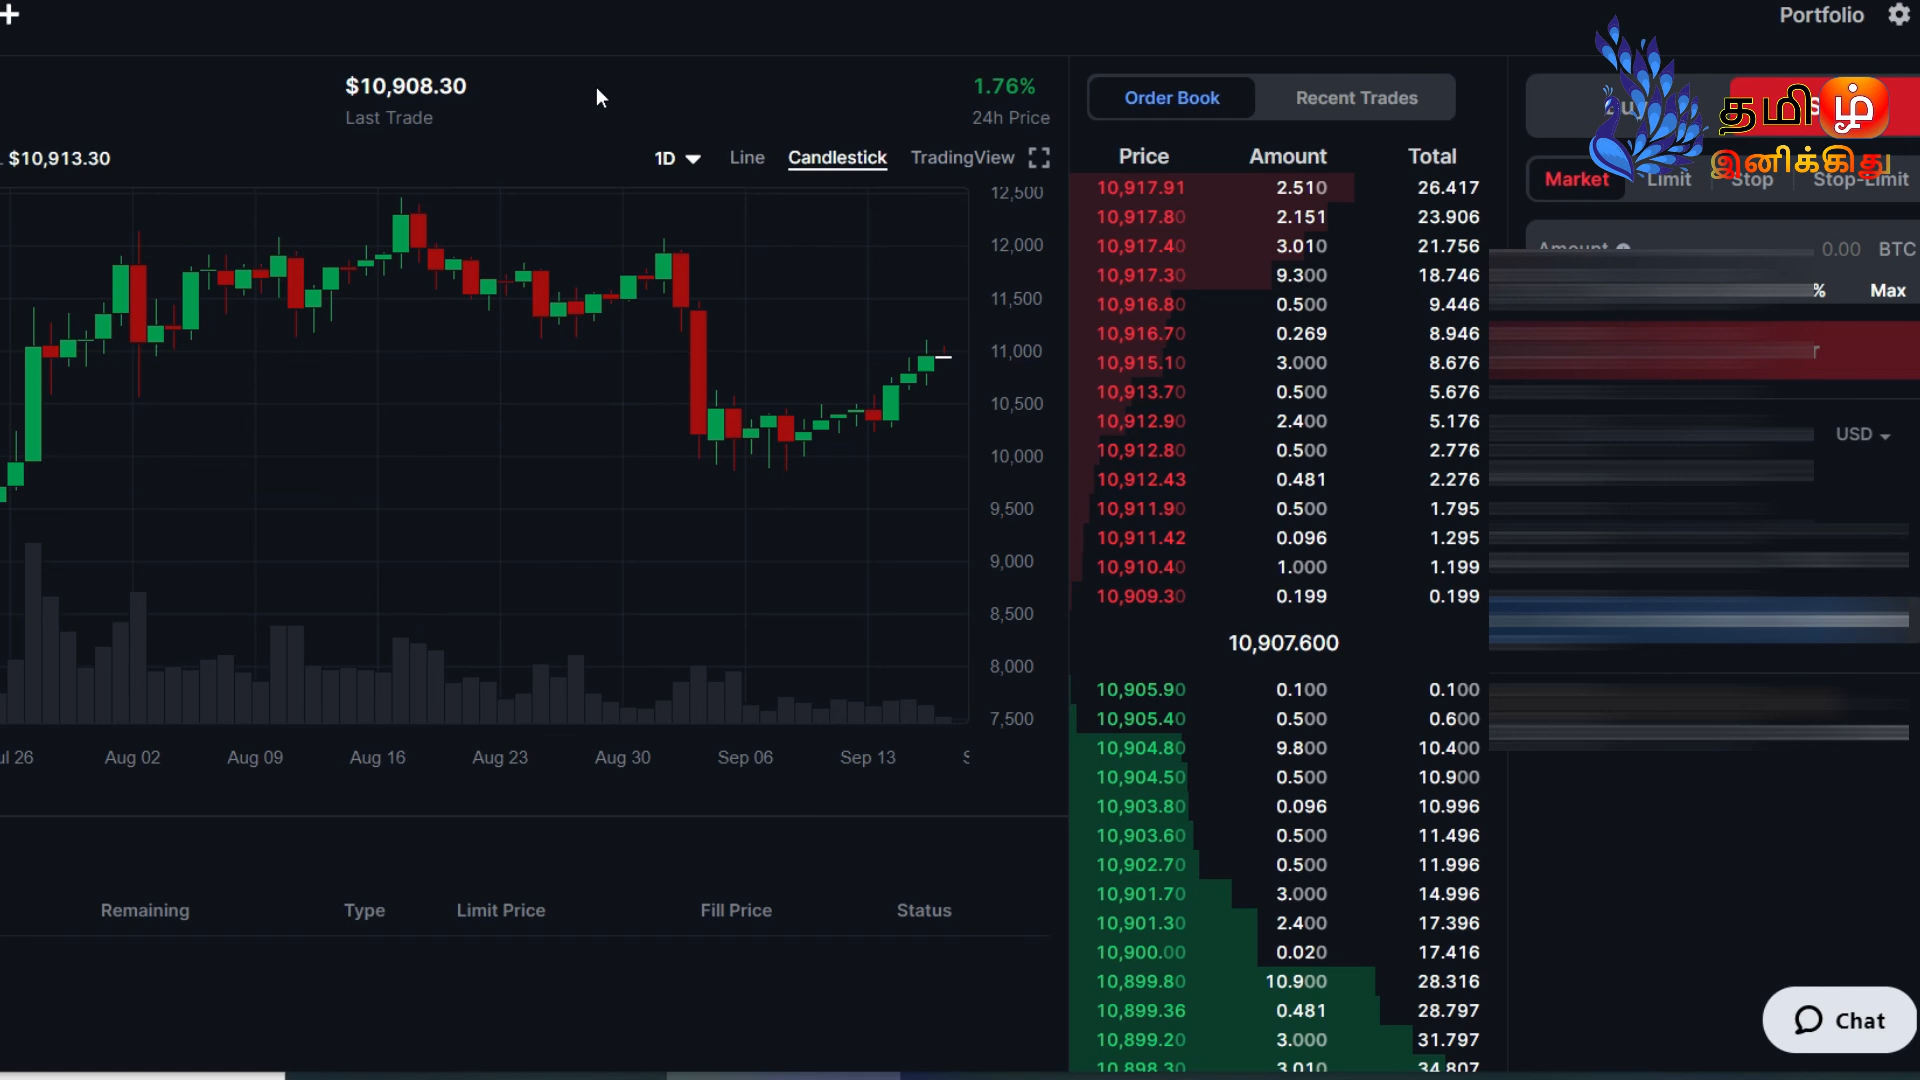 Portfolio
$10,908.30
Last Trade
1.76%
24h Price
$10,913.30
1D
Line
Candlestick
TradingView
12,500
12,000
11,500
11,000
10,500
10,000
9,500
9,000
8,500
8,000
7,500
Aug 02
Aug 09
Aug 16
Aug 23
Aug 30
Sep 06
Sep 13
Remaining Type Limit Price Fill Price Status
Order Book Recent Trades
Price Amount Total
10,917.91 2.510 26.417
10,917.80 2.151 23.906
10,917.40 3.010 21.756
10,917.30 9.300 18.746
10,916.80 0.500 9.446
10,916.70 0.269 8.946
10,915.10 3.000 8.676
10,913.70 0.500 5.676
10,912.90 2.400 5.176
10,912.80 0.500 2.776
10,912.43 0.481 2.276
10,911.90 0.500 1.795
10,911.42 0.096 1.295
10,910.40 1.000 1.199
10,909.30 0.199 0.199
10,907.600
10,905.90 0.100 0.100
10,905.40 0.500 0.600
10,904.80 9.800 10.400
10,904.50 0.500 10.900
10,903.80 0.096 10.996
10,903.60 0.500 11.496
10,902.70 0.500 11.996
10,901.70 3.000 14.996
10,901.30 2.400 17.396
10,900.00 0.020 17.416
10,899.80 10.900 28.316
10,899.36 0.481 28.797
10,899.20 3.000 31.797
10,898.30 3.010 34.807
தமிழ்
இனிக்கிது
Market Limit Stop Stop-Limit
Amount 0.00 BTC
% Max
USD
Chat